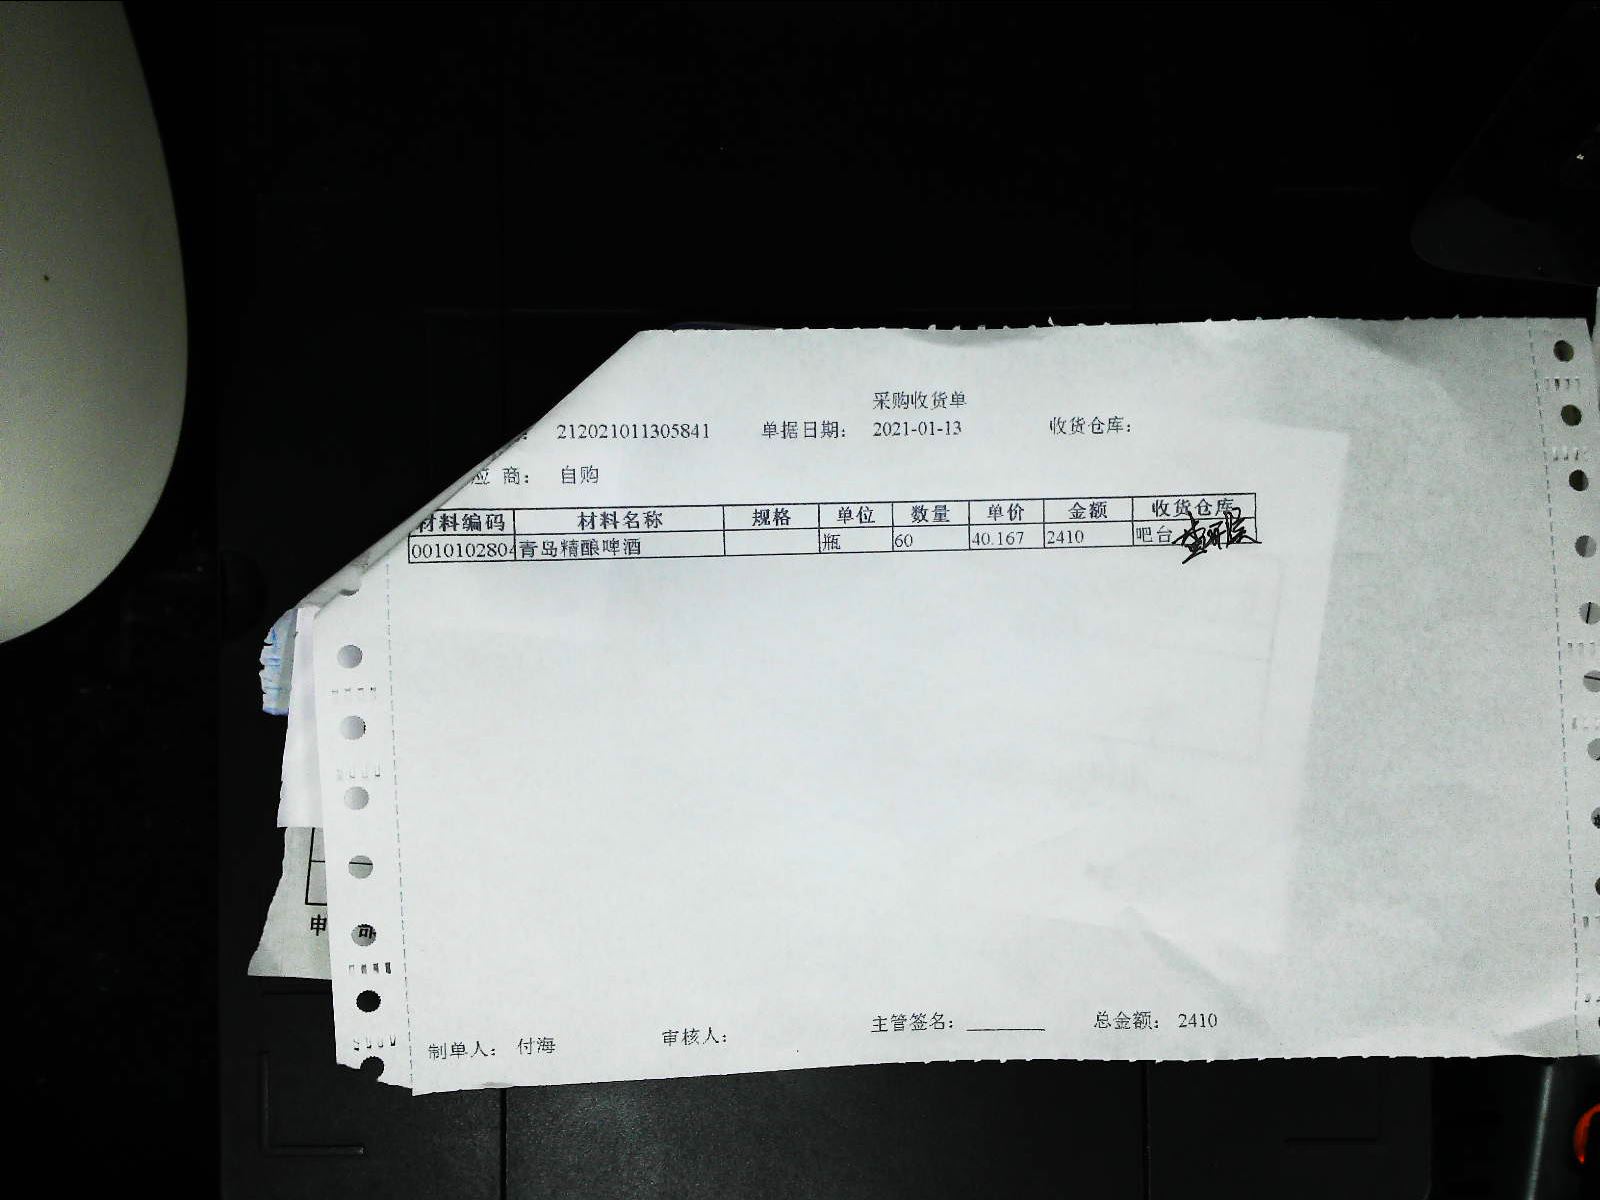 采购收货单
: 212021011305841 单据日期: 2021-01-13 收货仓库:
应 商: 自购
材料编码 材料名称 规格 单位 数量 单价 金额 收货仓库
0010102804 青岛精酿啤酒 瓶 60 40.167 2410 吧台
申
制单人: 付海 审核人: 主管签名: ________ 总金额: 2410